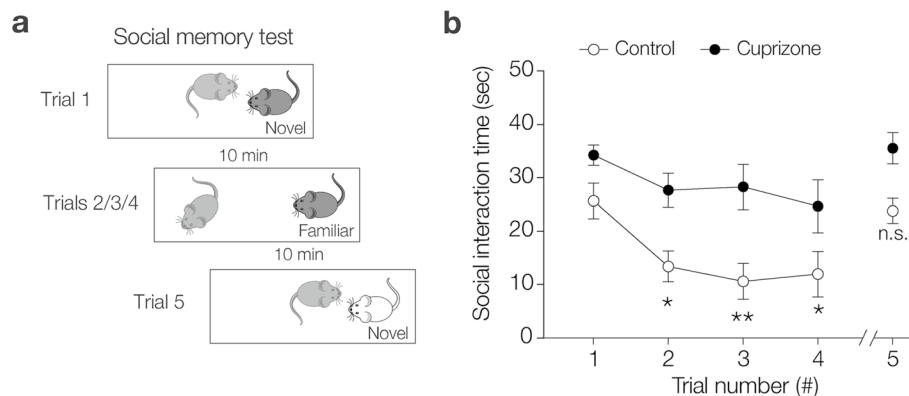 a
Social memory test
Trial 1
Novel
10 min
Trials 2/3/4
Familiar
10 min
Trial 5
Novel
b
Control
Cuprizone
Social interaction time (sec)
50
40
30
20
10
0
n.s.
*
**
*
1
2
3
4
5
Trial number (#)